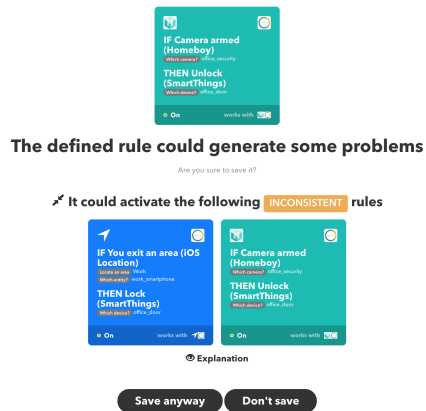 IF Camera armed
(Homeboy)
Which camera? office_security
THEN Unlock
(SmartThings)
Which device? office_door
On works with
The defined rule could generate some problems
Are you sure to save it?
It could activate the following INCONSISTENT rules
IF You exit an area (iOS
Location)
Locate an area Work
Which entity? work_smartphone
THEN Lock
(SmartThings)
Which device? office_door
On works with
IF Camera armed
(Homeboy)
Which camera? office_security
THEN Unlock
(SmartThings)
Which device? office_door
On works with
Explanation
Save anyway Don't save